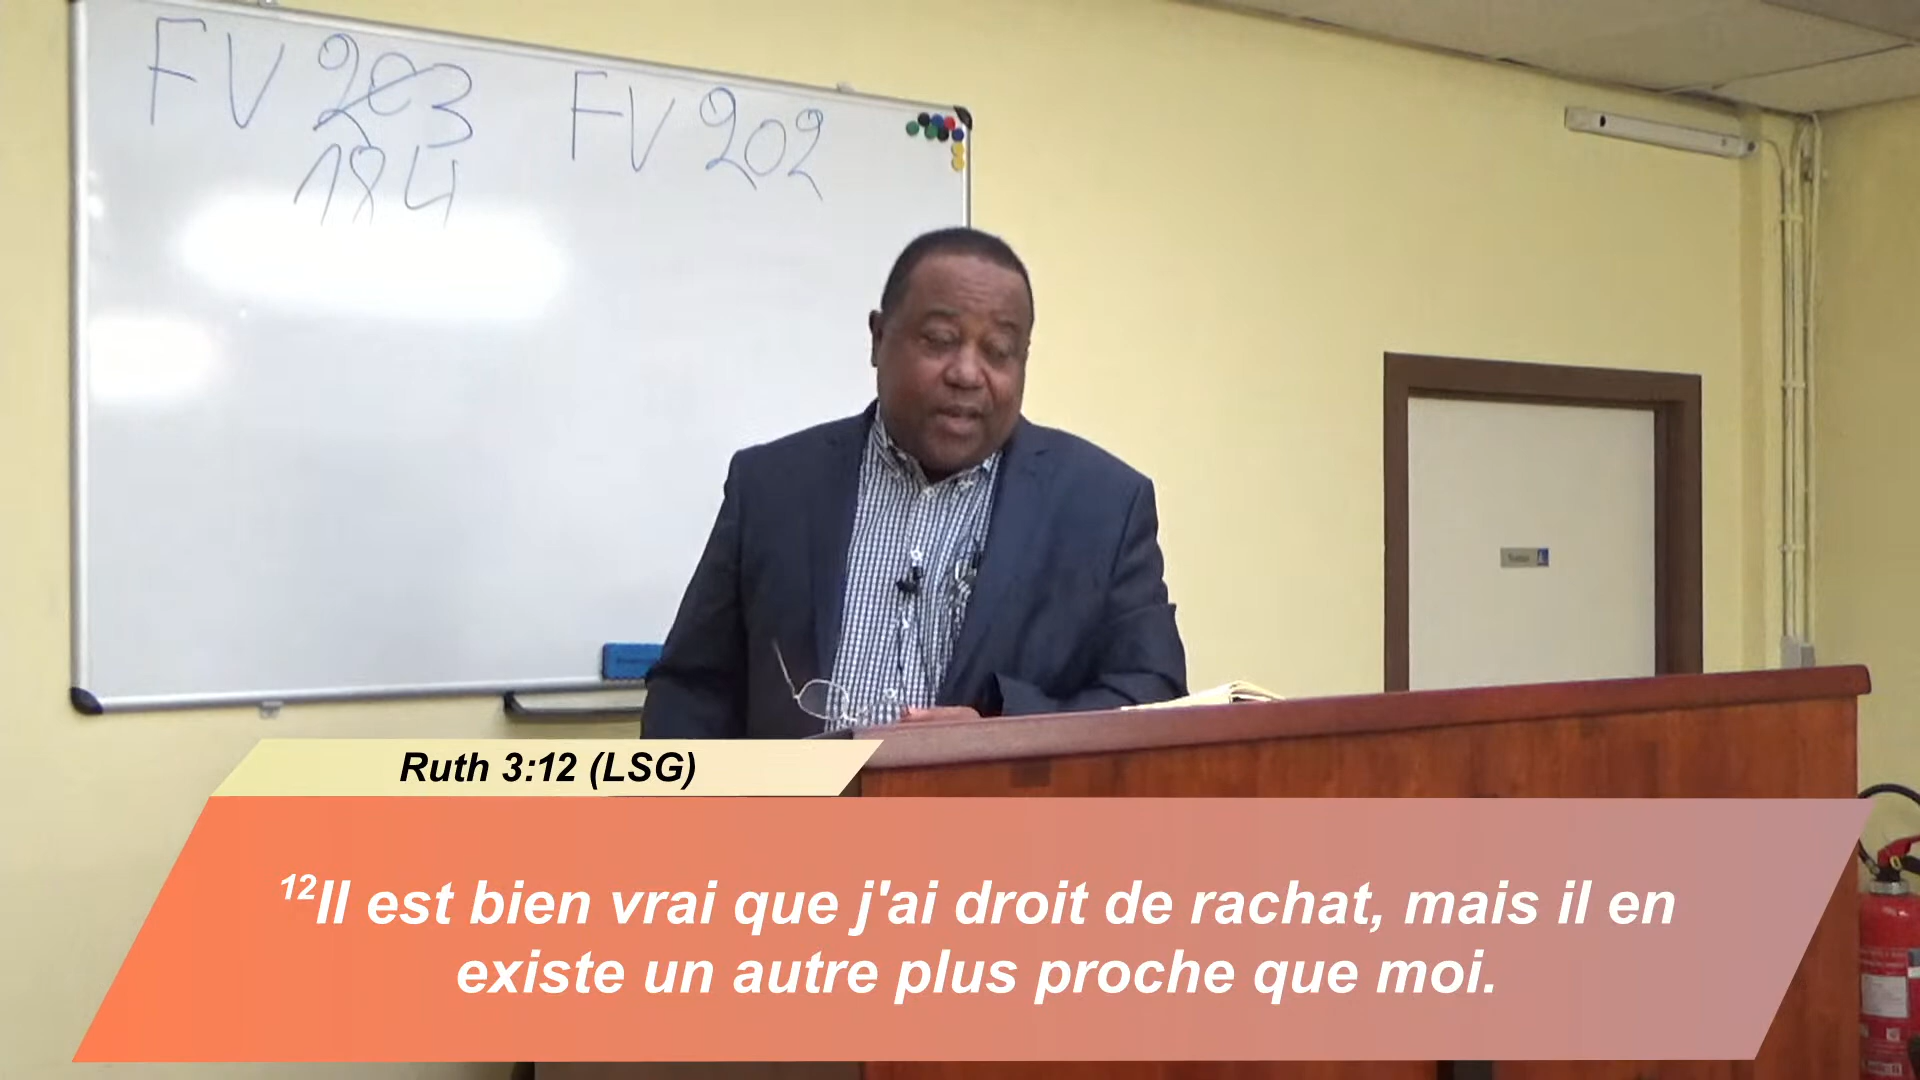 FV 203 FV 202
184
Ruth 3:12 (LSG)
12Il est bien vrai que j'ai droit de rachat, mais il en
existe un autre plus proche que moi.